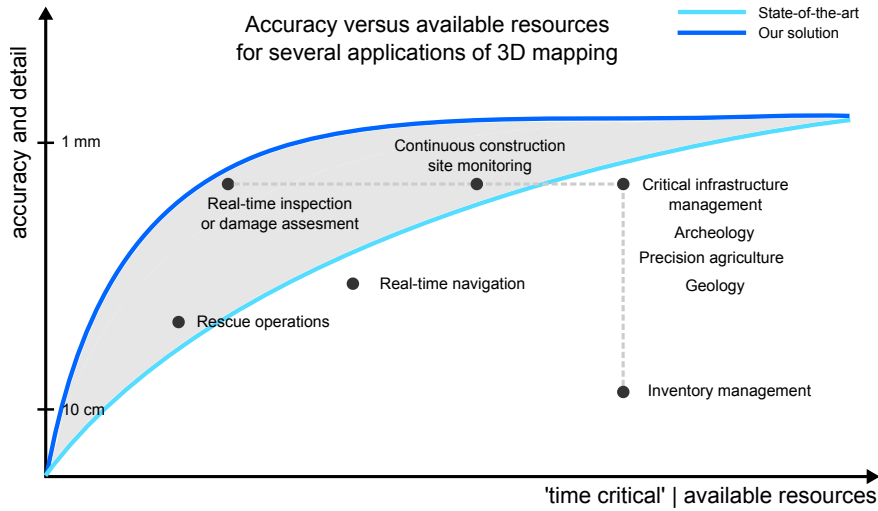 Accuracy versus available resources
for several applications of 3D mapping
State-of-the-art
Our solution
accuracy and detail
1 mm
Continuous construction
site monitoring
Real-time inspection
or damage assesment
Critical infrastructure
management
Archeology
Precision agriculture
Geology
Real-time navigation
Rescue operations
Inventory management
10 cm
'time critical' | available resources